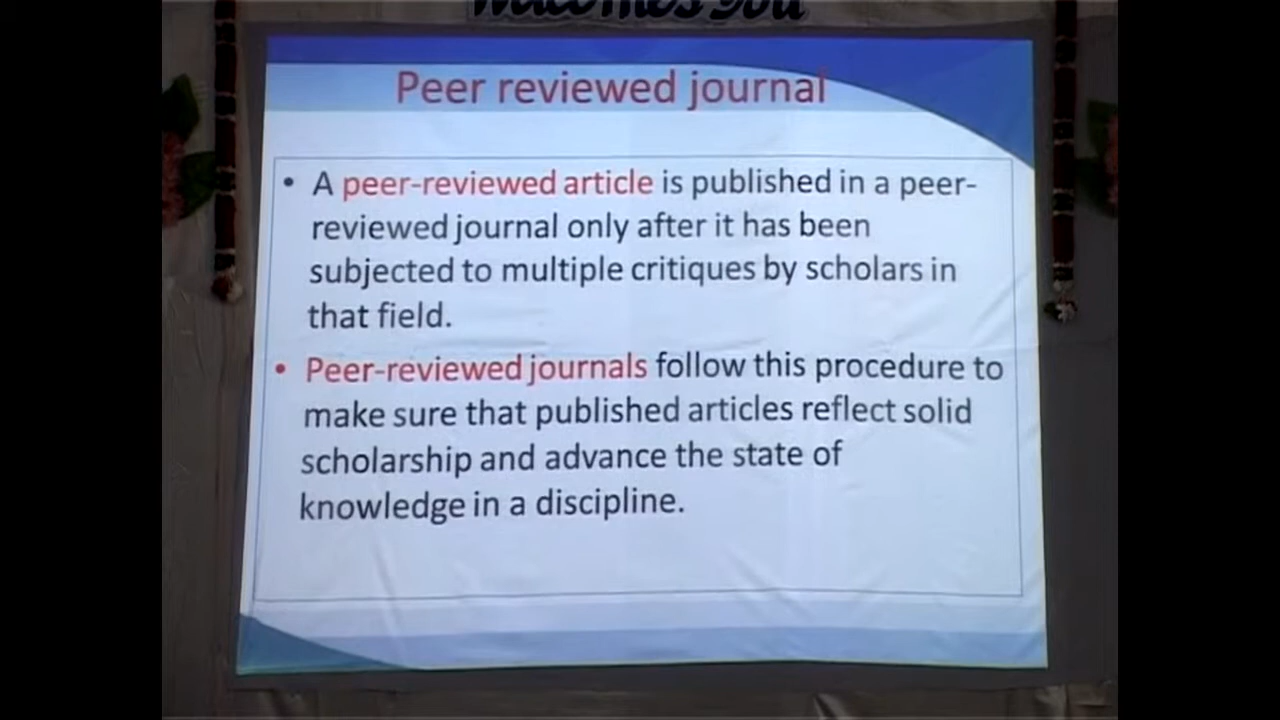 Welcomes you
Peer reviewed journal
• A peer-reviewed article is published in a peer-
reviewed journal only after it has been
subjected to multiple critiques by scholars in
that field.
• Peer-reviewed journals follow this procedure to
make sure that published articles reflect solid
scholarship and advance the state of
knowledge in a discipline.